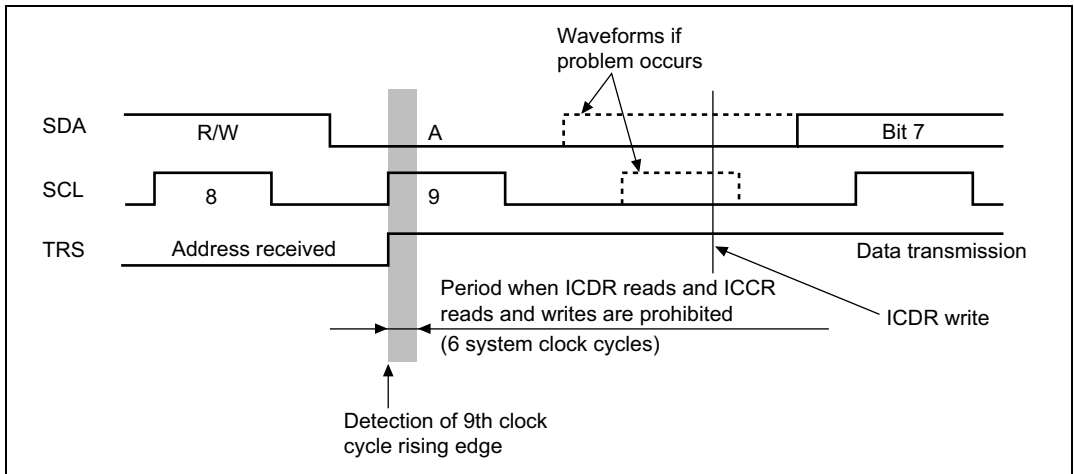 Waveforms if
problem occurs
SDA
R/W
A
Bit 7
SCL
8
9
TRS
Address received
Data transmission
Period when ICDR reads and ICCR
reads and writes are prohibited
(6 system clock cycles)
ICDR write
Detection of 9th clock
cycle rising edge